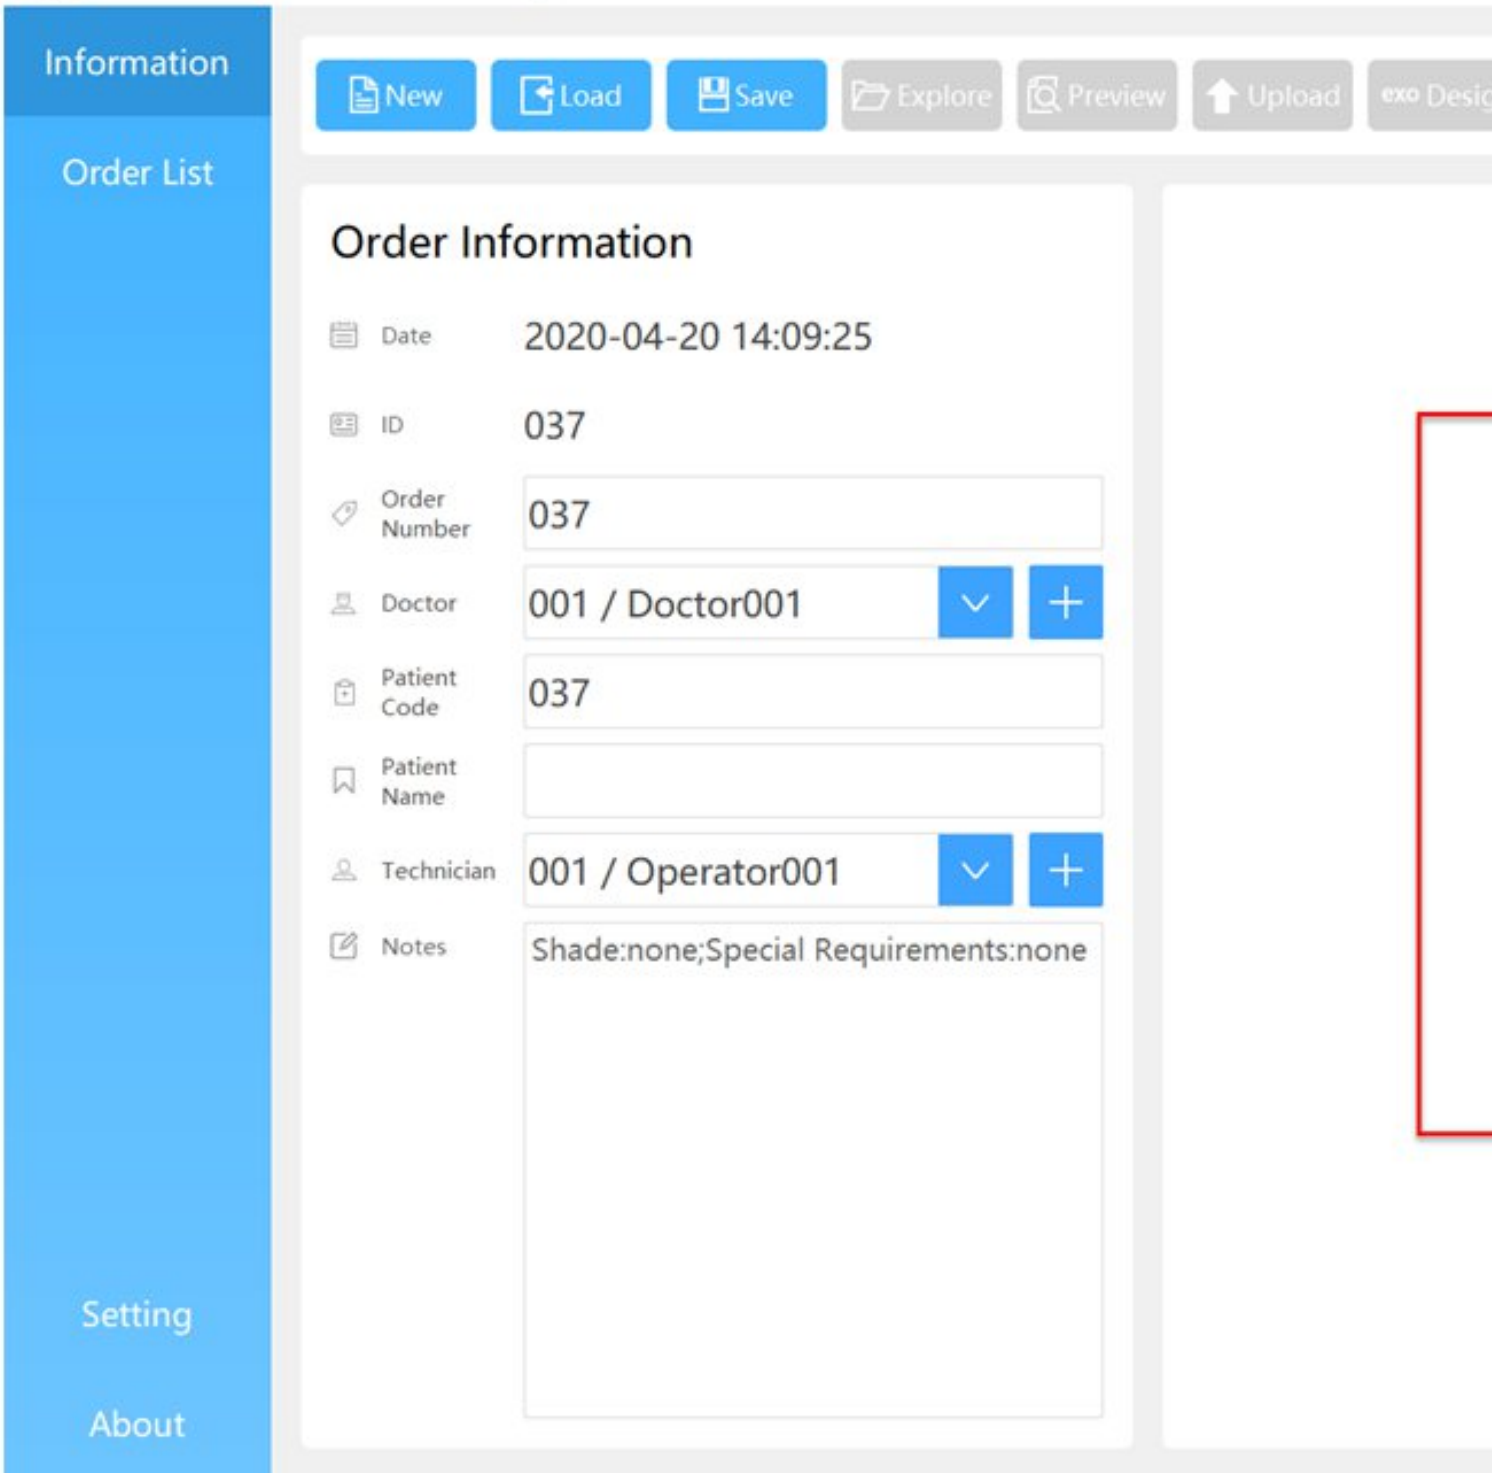 Information
Order List
Setting
About
New
Load
Save
Explore
Preview
Upload
exo Desig
Order Information
Date
2020-04-20 14:09:25
ID
037
Order
Number
037
Doctor
001 / Doctor001
Patient
Code
037
Patient
Name
Technician
001 / Operator001
Notes
Shade:none;Special Requirements:none